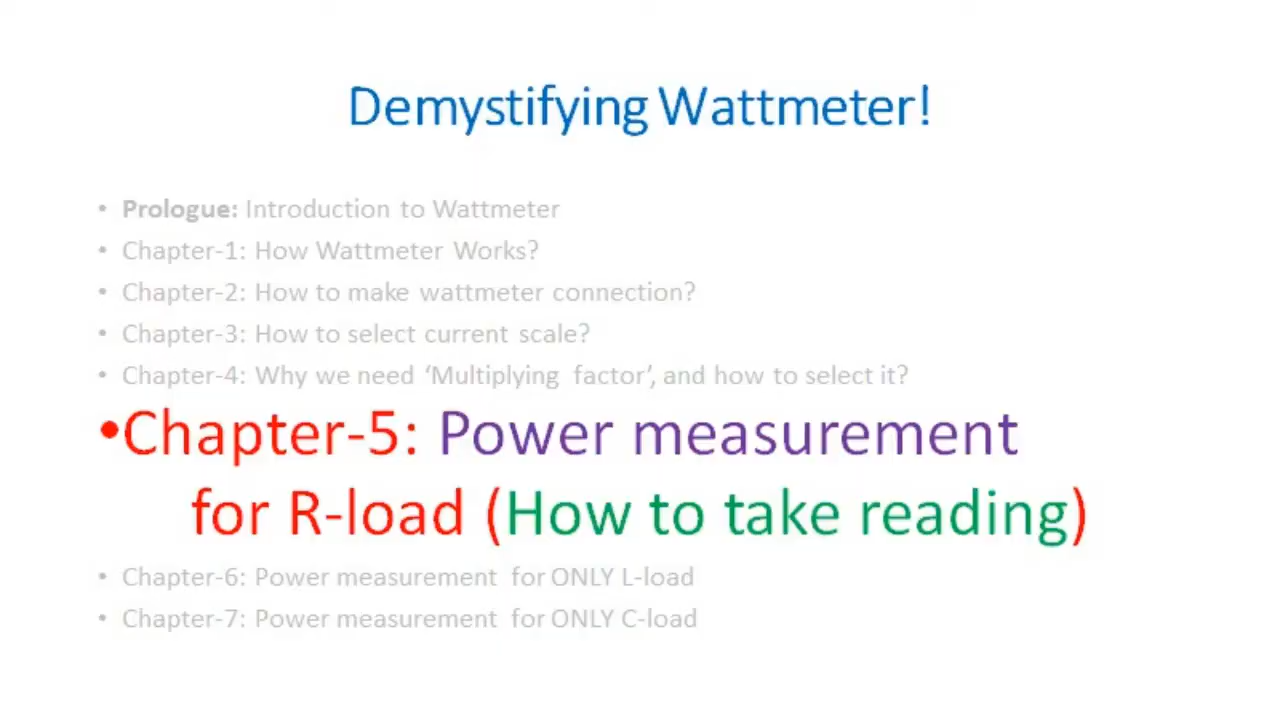 Demystifying Wattmeter!
• Prologue: Introduction to Wattmeter
• Chapter-1: How Wattmeter Works?
• Chapter-2: How to make wattmeter connection?
• Chapter-3: How to select current scale?
• Chapter-4: Why we need ‘Multiplying factor’, and how to select it?
•Chapter-5: Power measurement
for R-load (How to take reading)
• Chapter-6: Power measurement for ONLY L-load
• Chapter-7: Power measurement for ONLY C-load